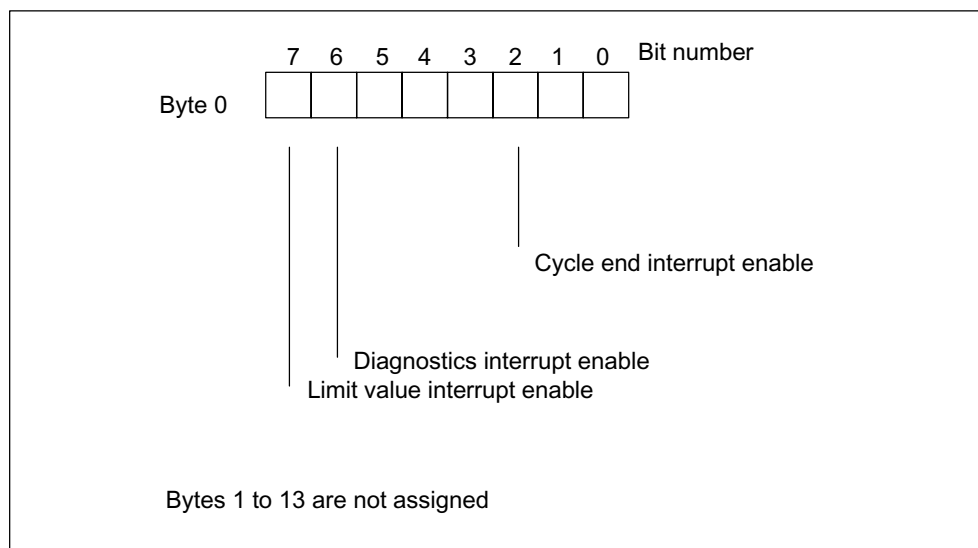 7 6 5 4 3 2 1 0 Bit number
Byte 0
Cycle end interrupt enable
Diagnostics interrupt enable
Limit value interrupt enable
Bytes 1 to 13 are not assigned